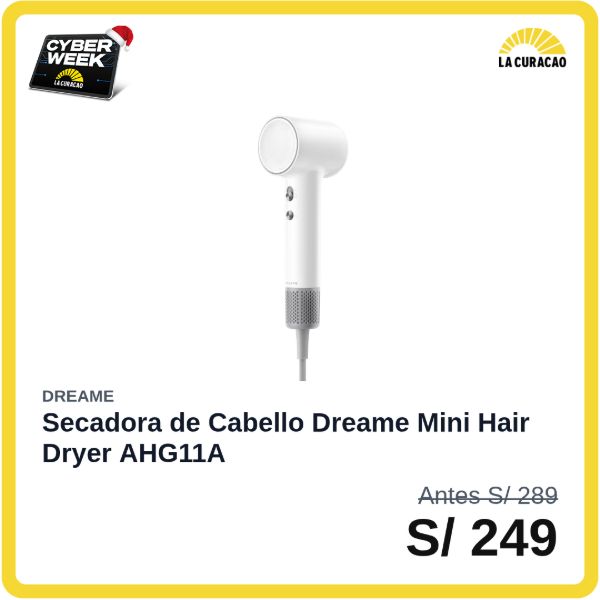 CYBER
WEEK
LA CURACAO
LA CURACAO
DREAME
Secadora de Cabello Dreame Mini Hair
Dryer AHG11A
Antes S/ 289
S/ 249